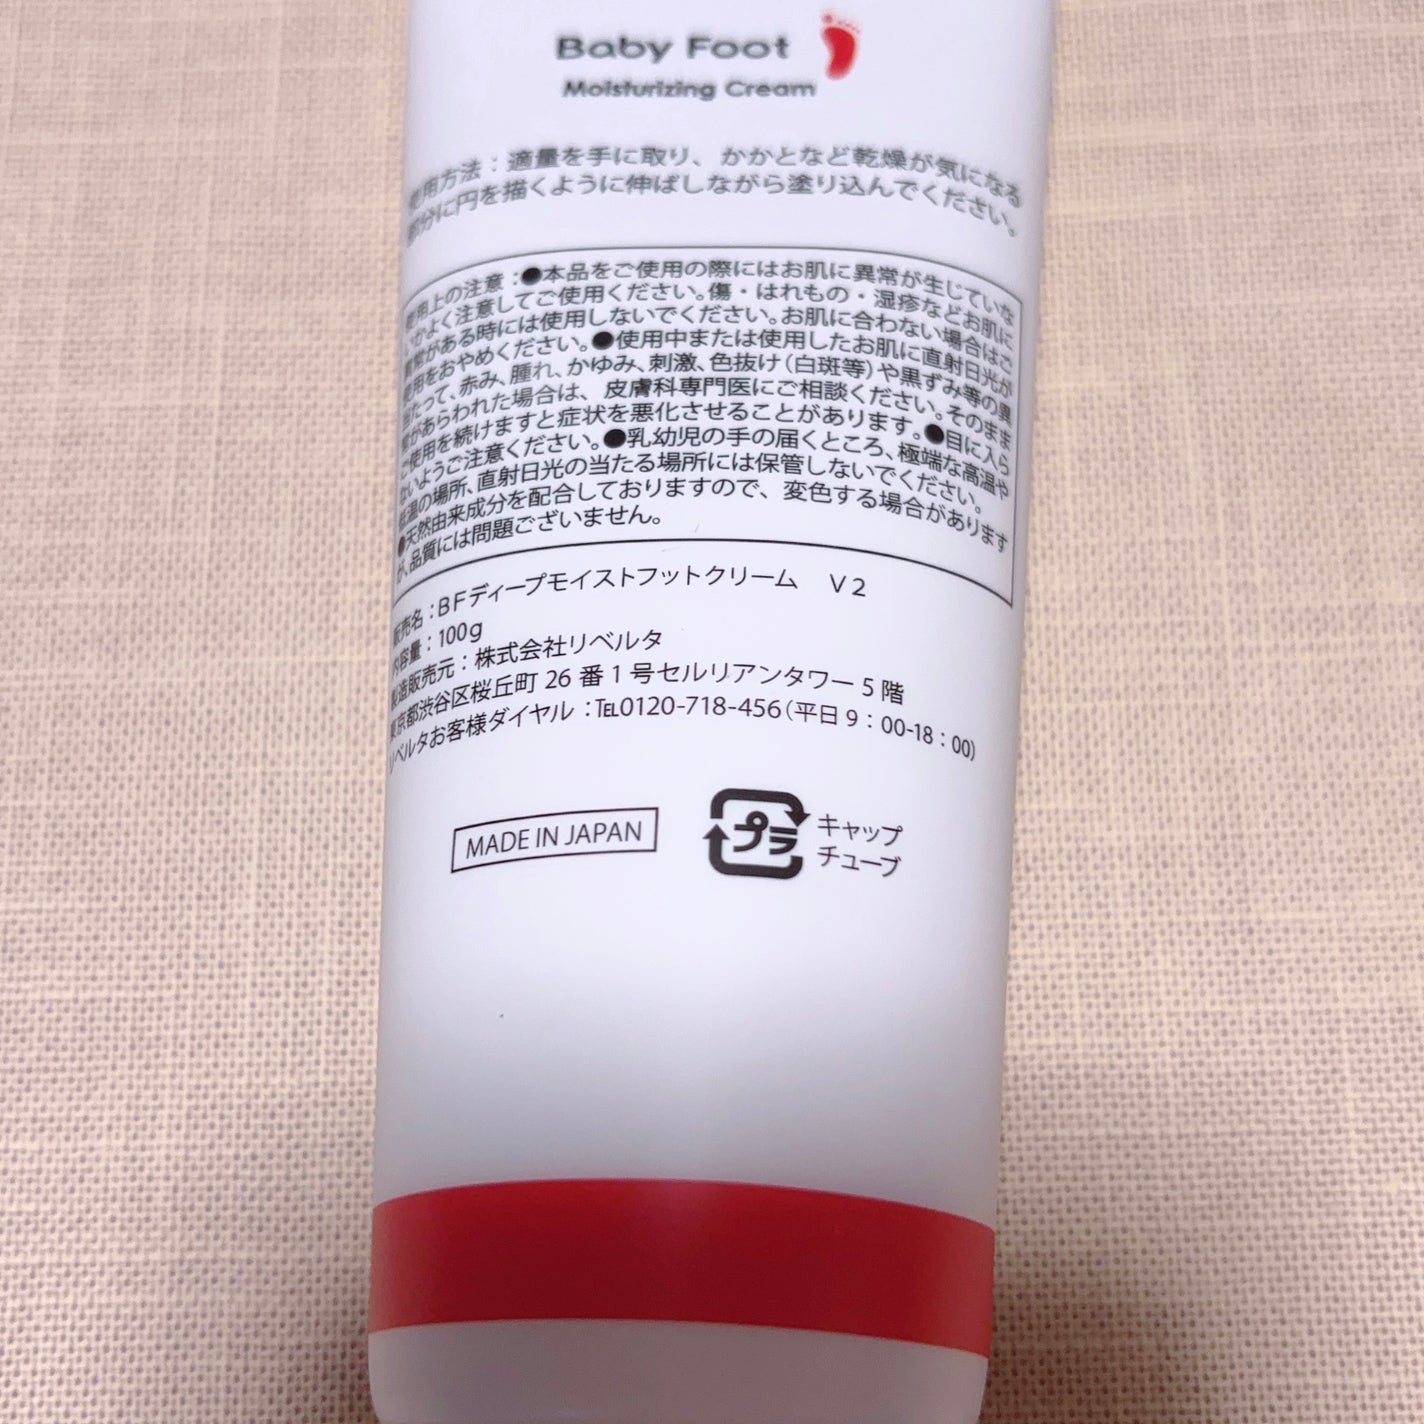 Baby Foot
Moisturizing Cream
使用方法：適量を手に取り、かかとなど乾燥が気になる
部分に円を描くように伸ばしながら塗り込んでください。
使用上の注意：●本品をご使用の際にはお肌に異常が生じていな
いかよく注意してご使用ください。傷・はれもの・湿疹などお肌に
異常がある時には使用しないでください。お肌に合わない場合はご
使用をおやめください。●使用中または使用したお肌に直射日光が
当たって、赤み、腫れ、かゆみ、刺激、色抜け（白斑等）や黒ずみ等の異
常があらわれた場合は、皮膚科専門医にご相談ください。そのまま
ご使用を続けますと症状を悪化させることがあります。●目に入ら
ないようご注意ください。●乳幼児の手の届くところ、極端な高温や
低温の場所、直射日光の当たる場所には保管しないでください。
●天然由来成分を配合しておりますので、変色する場合があります
が、品質には問題ございません。
販売名：ＢＦディープモイストフットクリーム　Ｖ２
内容量：100g
製造販売元：株式会社リベルタ
東京都渋谷区桜丘町 26 番 1 号セルリアンタワー 5 階
リベルタお客様ダイヤル：℡0120-718-456（平日 9：00-18：00）
MADE IN JAPAN
プラ
キャップ
チューブ